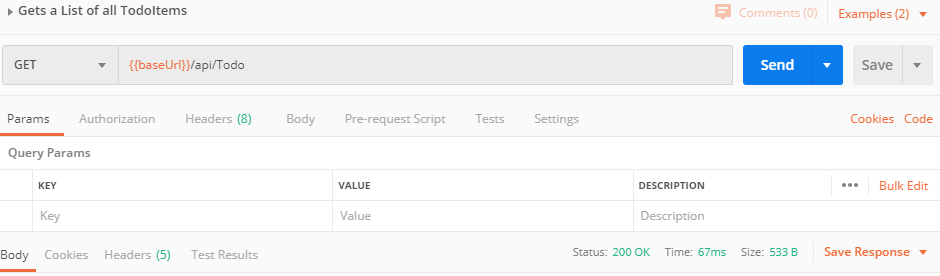 Gets a List of all TodoItems Comments (0) Examples (2)
GET {{baseUrl}}/api/Todo Send Save
Params Authorization Headers (8) Body Pre-request Script Tests Settings Cookies Code
Query Params
KEY VALUE DESCRIPTION ••• Bulk Edit
Key Value Description
Body Cookies Headers (5) Test Results Status: 200 OK Time: 67ms Size: 533 B Save Response